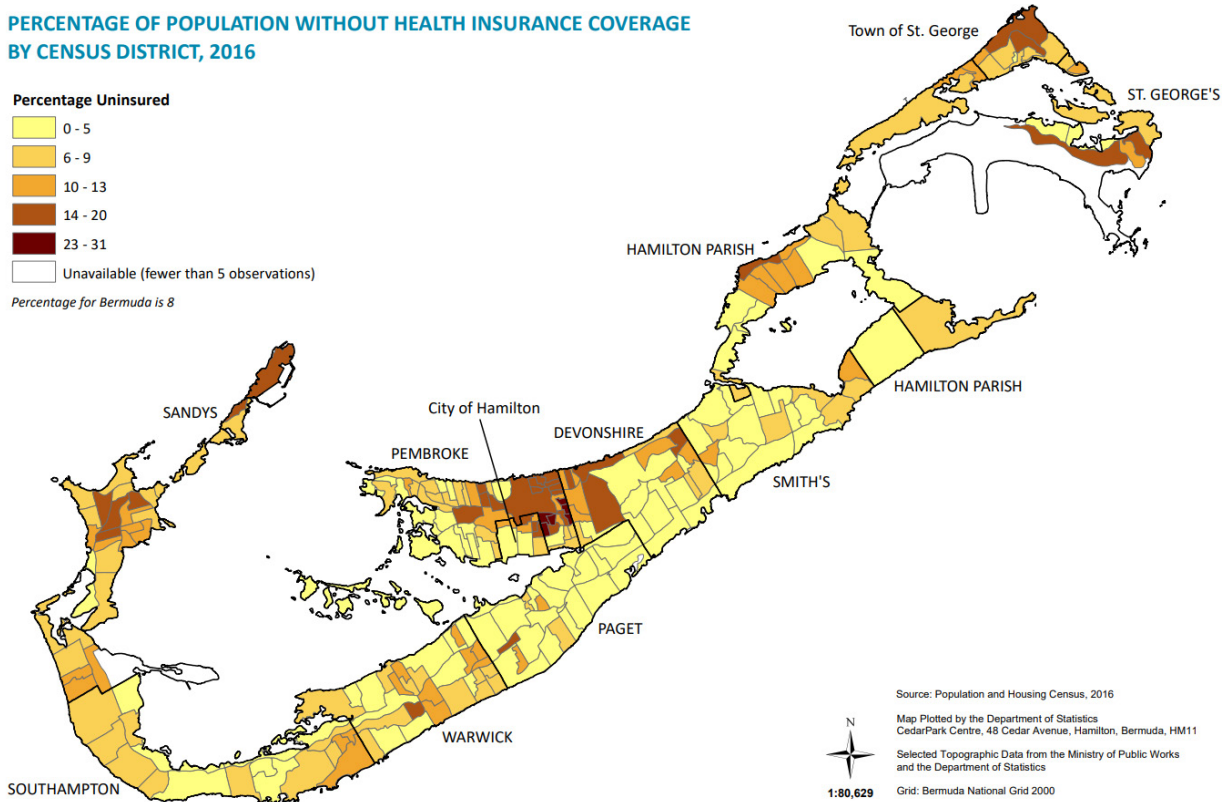 PERCENTAGE OF POPULATION WITHOUT HEALTH INSURANCE COVERAGE
BY CENSUS DISTRICT, 2016
Percentage Uninsured
0 - 5
6 - 9
10 - 13
14 - 20
23 - 31
Unavailable (fewer than 5 observations)
Percentage for Bermuda is 8
Town of St. George
ST. GEORGE'S
HAMILTON PARISH
HAMILTON PARISH
SANDYS
City of Hamilton
DEVONSHIRE
PEMBROKE
SMITH'S
PAGET
WARWICK
SOUTHAMPTON
Source: Population and Housing Census, 2016
Map Plotted by the Department of Statistics
CedarPark Centre, 48 Cedar Avenue, Hamilton, Bermuda, HM11
Selected Topographic Data from the Ministry of Public Works
and the Department of Statistics
Grid: Bermuda National Grid 2000
N
1:80,629